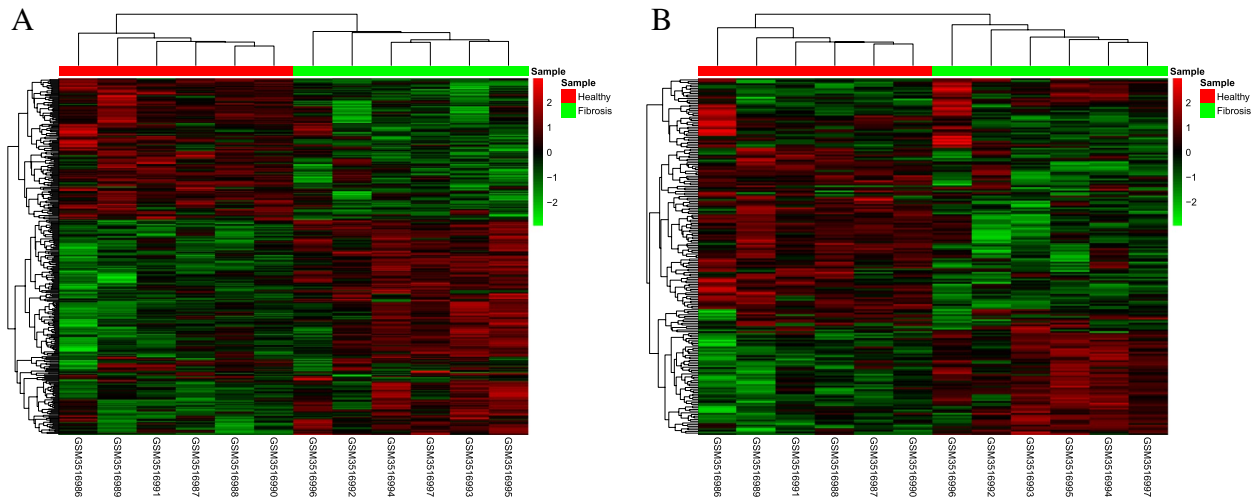 A
B
Sample
Sample
Healthy
Fibrosis
2
1
0
−1
−2
GSM3516986
GSM3516989
GSM3516991
GSM3516987
GSM3516988
GSM3516990
GSM3516996
GSM3516992
GSM3516994
GSM3516997
GSM3516993
GSM3516995
Sample
Sample
Healthy
Fibrosis
2
1
0
−1
−2
GSM3516986
GSM3516989
GSM3516991
GSM3516988
GSM3516987
GSM3516990
GSM3516996
GSM3516992
GSM3516993
GSM3516995
GSM3516994
GSM3516997